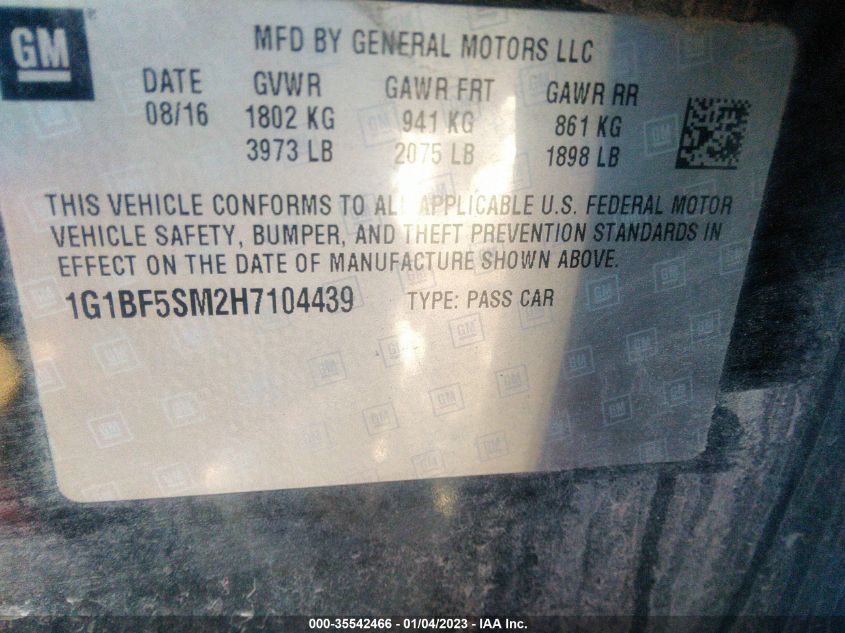 GM
MFD BY GENERAL MOTORS LLC
DATE GVWR GAWR FRT GAWR RR
08/16 1802 KG 941 KG 861 KG
3973 LB 2075 LB 1898 LB
THIS VEHICLE CONFORMS TO ALL APPLICABLE U.S. FEDERAL MOTOR
VEHICLE SAFETY, BUMPER, AND THEFT PREVENTION STANDARDS IN
EFFECT ON THE DATE OF MANUFACTURE SHOWN ABOVE.
1G1BF5SM2H7104439 TYPE: PASS CAR
000-35542466 - 01/04/2023 - IAA Inc.